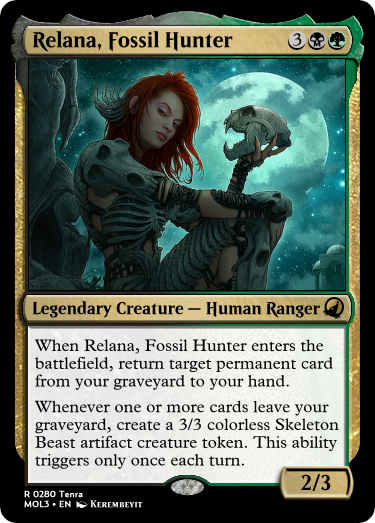 Relana, Fossil Hunter 3
Legendary Creature — Human Ranger
When Relana, Fossil Hunter enters the
battlefield, return target permanent card
from your graveyard to your hand.
Whenever one or more cards leave your
graveyard, create a 3/3 colorless Skeleton
Beast artifact creature token. This ability
triggers only once each turn.
2/3
R 0280 Tenra
MOL3 • EN Kerembeyit